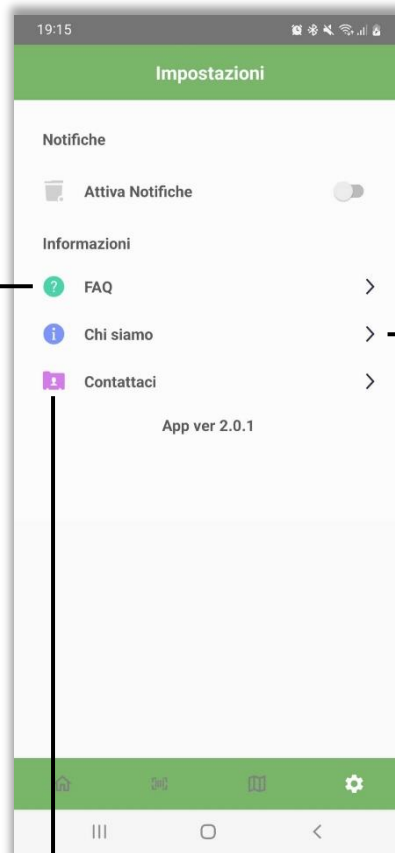 19:15
Impostazioni
Notifiche
Attiva Notifiche
Informazioni
FAQ
Chi siamo
Contattaci
App ver 2.0.1